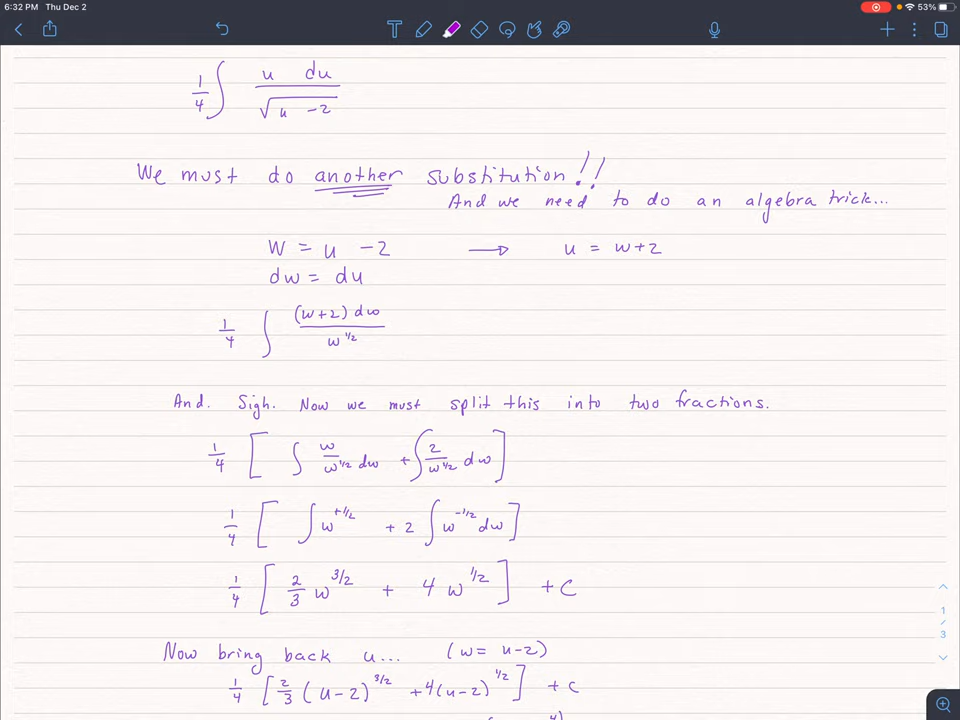 6:32 PM Thu Dec 2
53%
1/4 ∫ u du / √(u - 2)
We must do another substitution!!
And we need to do an algebra trick...
W = u - 2 → u = w+2
dw = du
1/4 ∫ (w+2) dw / w^1/2
And. Sigh. Now we must split this into two fractions.
1/4 [ ∫ w/w^1/2 dw + ∫ 2/w^1/2 dw ]
1/4 [ ∫ w^+1/2 + 2 ∫ w^-1/2 dw ]
1/4 [ 2/3 w^3/2 + 4 w^1/2 ] + C
Now bring back u... (w = u-2)
1/4 [ 2/3 (u-2)^3/2 + 4(u-2)^1/2 ] + C
1
/
3